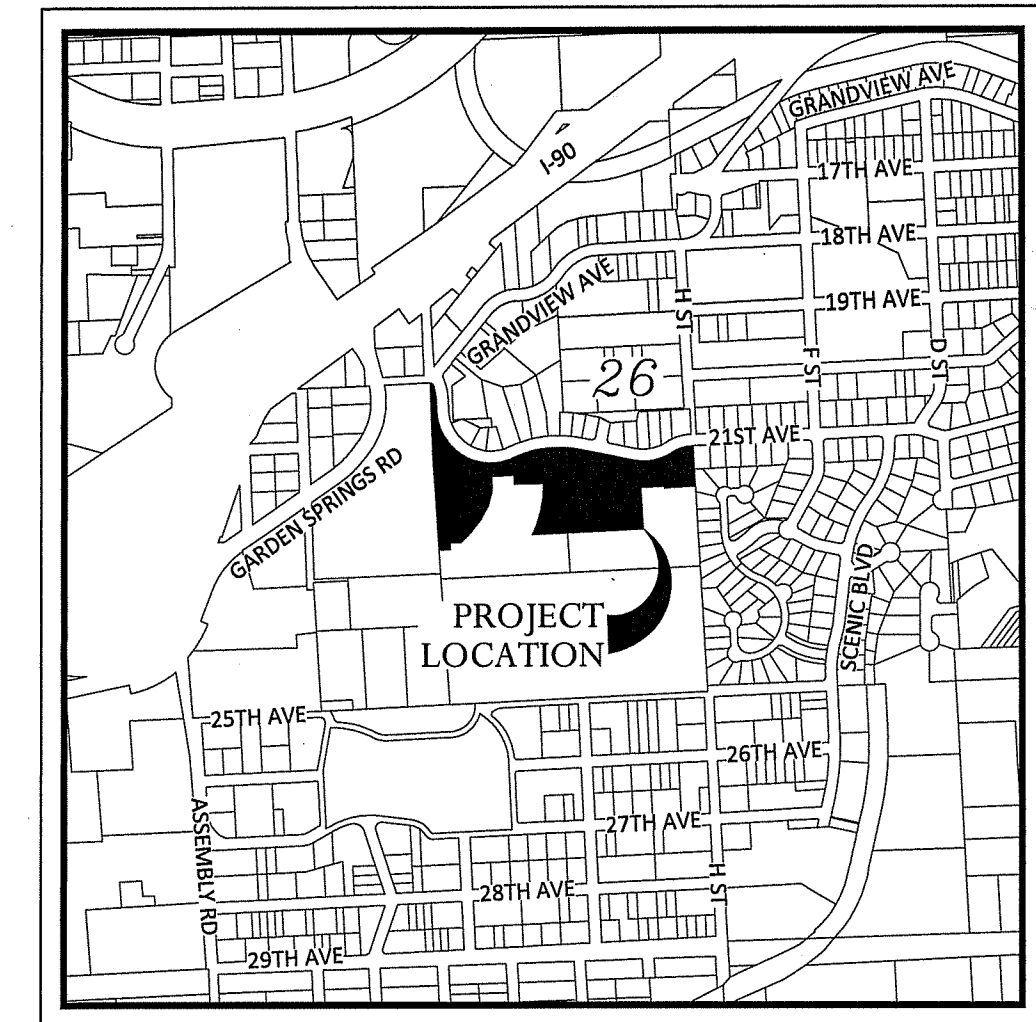 GRANDVIEW AVE
I-90
17TH AVE
18TH AVE
GRANDVIEW AVE
H ST
19TH AVE
26
F ST
D ST
21ST AVE
GARDEN SPRINGS RD
SCENIC BLVD
PROJECT
LOCATION
25TH AVE
26TH AVE
ASSEMBLY RD
27TH AVE
28TH AVE
H ST
29TH AVE